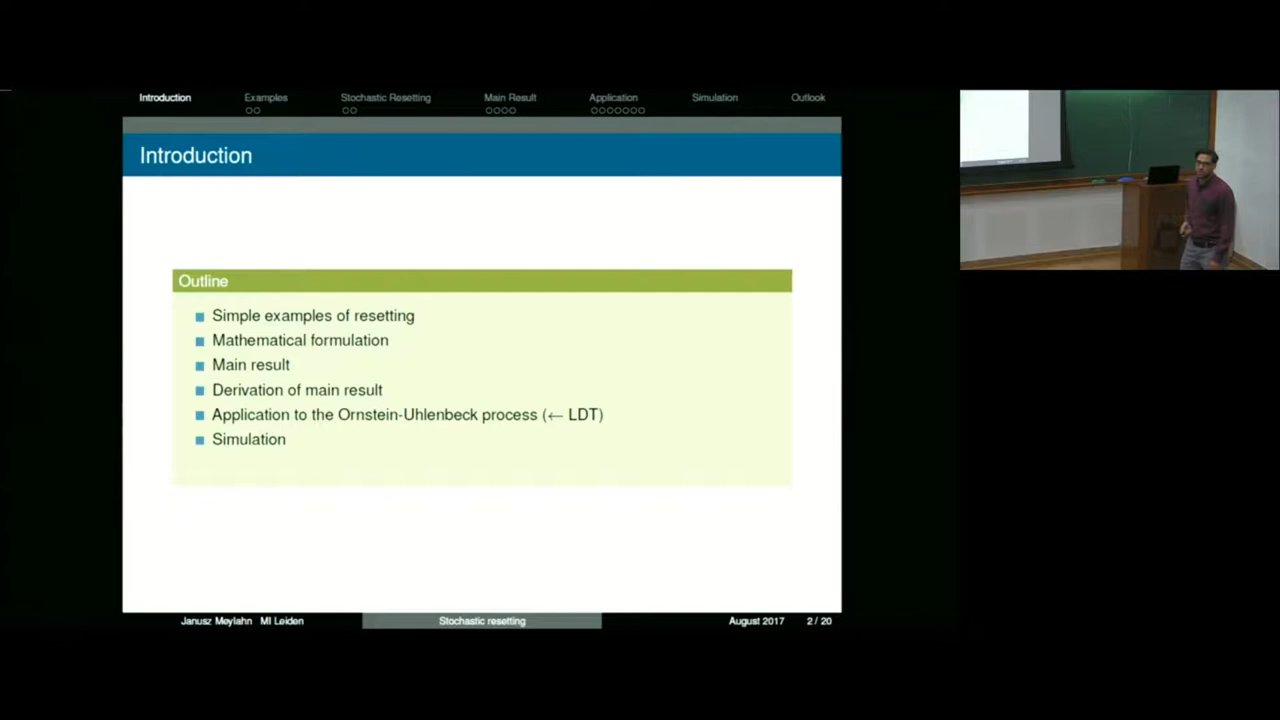 Introduction Examples Stochastic Resetting Main Result Application Simulation Outlook
Introduction
Outline
Simple examples of resetting
Mathematical formulation
Main result
Derivation of main result
Application to the Ornstein-Uhlenbeck process (← LDT)
Simulation
Janusz Meylahn MI Leiden Stochastic resetting August 2017 2 / 20